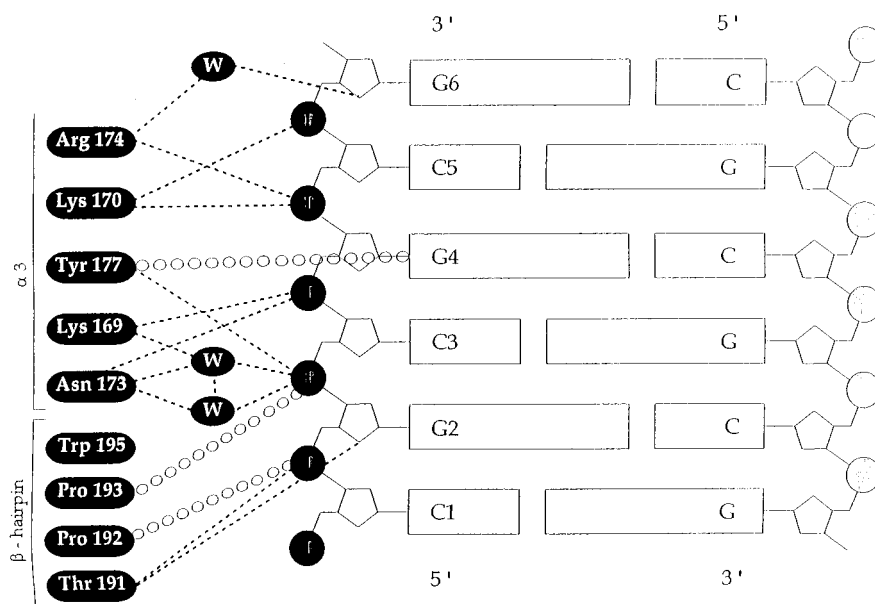 3' 5'
W
G6 C
Arg 174
C5 G
Lys 170
α 3
Tyr 177
G4 C
Lys 169
W
C3 G
Asn 173
W
Trp 195
G2 C
β - hairpin
Pro 193
Pro 192
C1 G
Thr 191
5' 3'